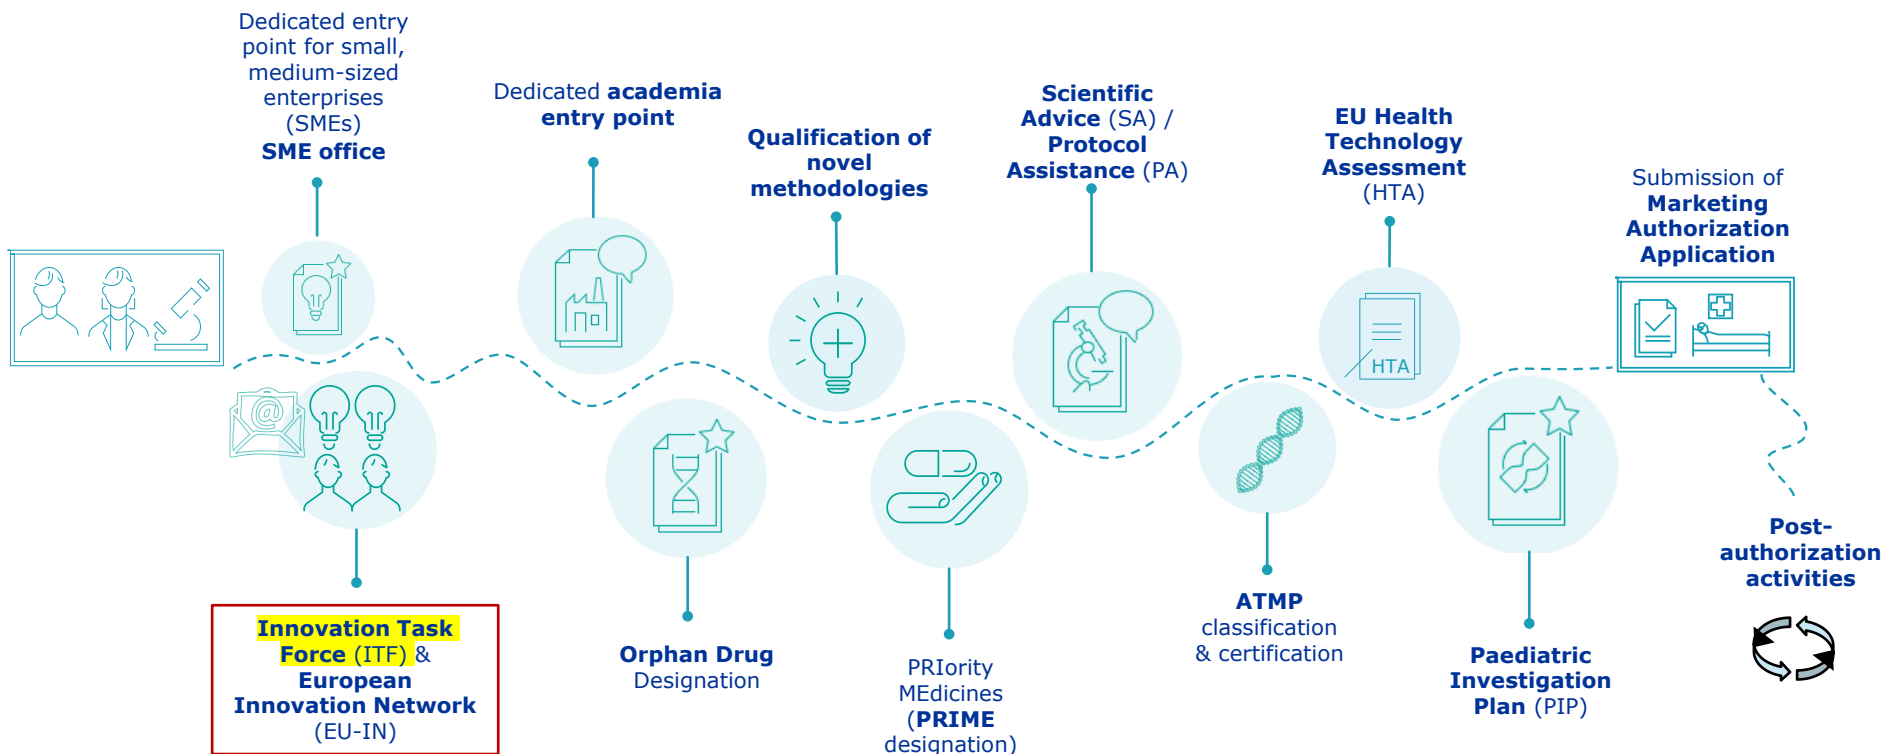 Dedicated entry
point for small,
medium-sized
enterprises
(SMEs)
SME office
Dedicated academia
entry point
Qualification of
novel
methodologies
Scientific
Advice (SA) /
Protocol
Assistance (PA)
EU Health
Technology
Assessment
(HTA)
Submission of
Marketing
Authorization
Application
@
HTA
Innovation Task
Force (ITF) &
European
Innovation Network
(EU-IN)
Orphan Drug
Designation
PRIority
MEdicines
(PRIME
designation)
ATMP
classification
& certification
Paediatric
Investigation
Plan (PIP)
Post-
authorization
activities